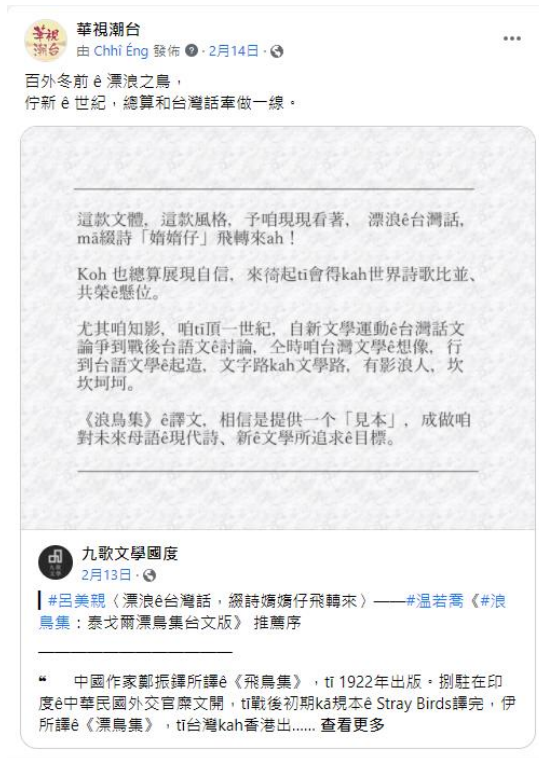 華視潮台
由 Chhî Éng 發佈 · 2月14日 ·
百外冬前 ê 漂浪之鳥，
佇新 ê 世紀，總算和台灣話牽做一線。
這款文體，這款風格，予咱現現看著， 漂浪ê台灣話，
mā綴詩「媠媠仔」飛轉來ah！
Koh 也總算展現自信，來徛起tī會得kah世界詩歌比並、
共榮ê懸位。
尤其咱知影，咱tī頂一世紀，自新文學運動ê台灣話文
論爭到戰後台語文ê討論，仝時咱台灣文學ê想像，行
到台語文學ê起造，文字路kah文學路，有影浪人，坎
坎坷坷。
《浪鳥集》ê譯文，相信是提供一个「見本」，成做咱
對未來母語ê現代詩、新ê文學所追求ê目標。
九歌文學國度
2月13日 ·
#呂美親〈漂浪ê台灣話，綴詩媠媠仔飛轉來〉——#温若喬《#浪
鳥集：泰戈爾漂鳥集台文版》 推薦序
❝ 中國作家鄭振鐸所譯ê《飛鳥集》，tī 1922年出版。捌駐在印
度ê中華民國外交官糜文開，tī戰後初期kā規本ê Stray Birds譯完，伊
所譯ê《漂鳥集》，tī台灣kah香港出...... 查看更多